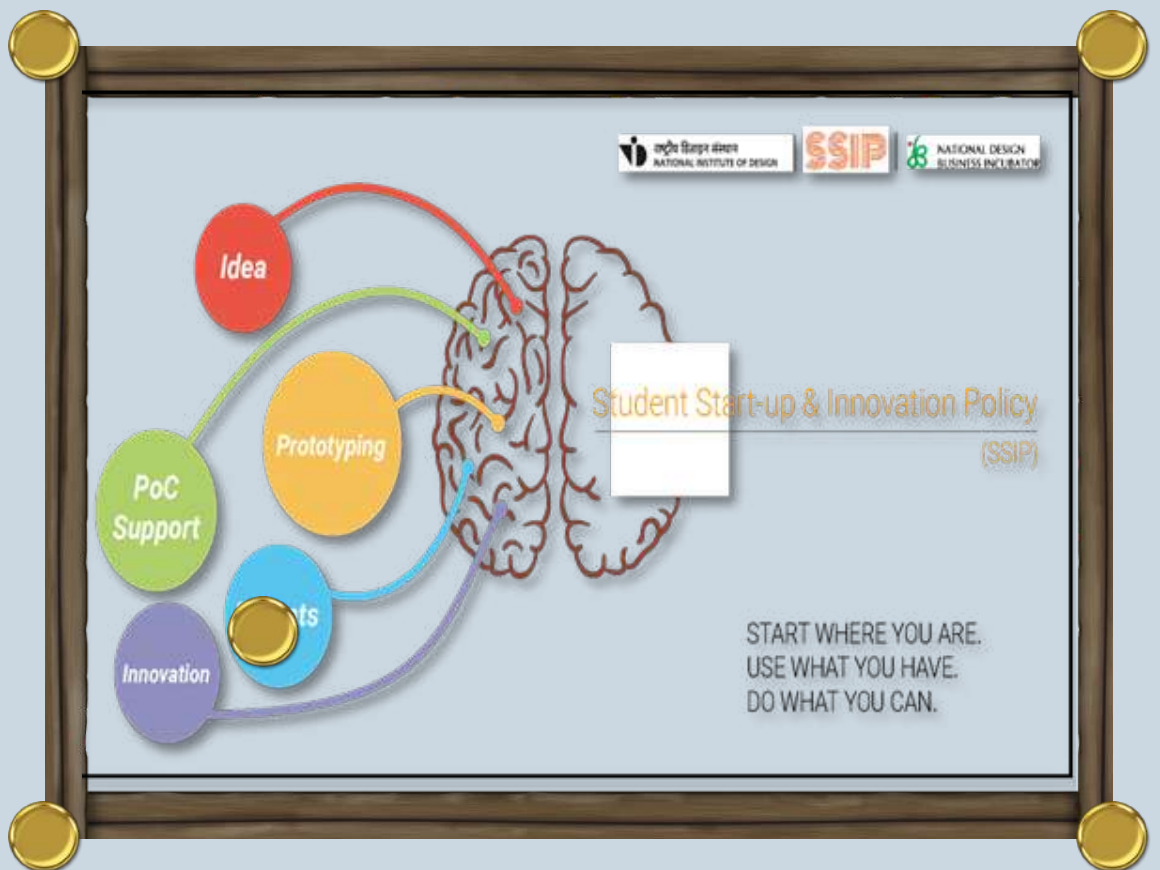 राष्ट्रीय डिज़ाइन संस्थान
NATIONAL INSTITUTE OF DESIGN
SSIP
NATIONAL DESIGN
BUSINESS INCUBATOR
Idea
Prototyping
PoC
Support
Innovation
Student Start-up & Innovation Policy
(SSIP)
START WHERE YOU ARE.
USE WHAT YOU HAVE.
DO WHAT YOU CAN.